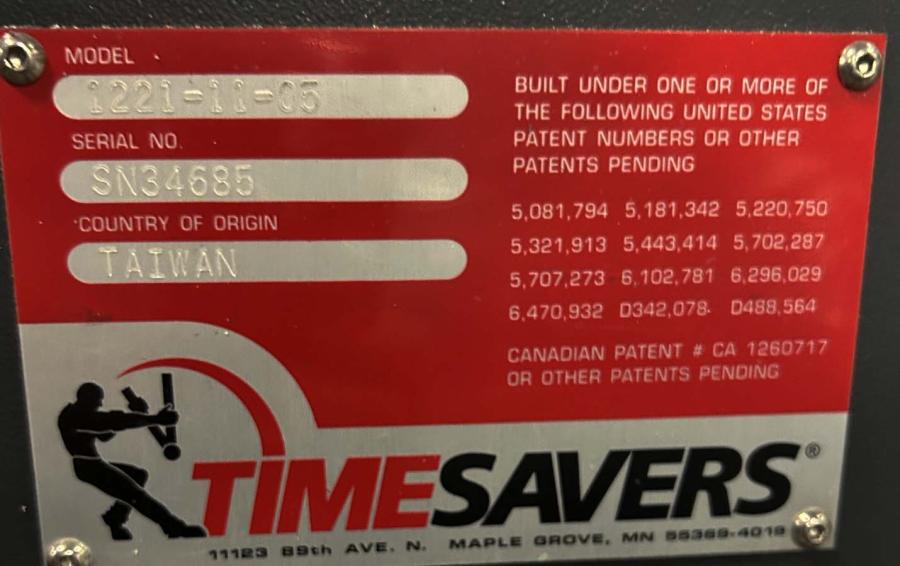 MODEL
1221-11-05
SERIAL NO.
SN34685
COUNTRY OF ORIGIN
TAIWAN
BUILT UNDER ONE OR MORE OF
THE FOLLOWING UNITED STATES
PATENT NUMBERS OR OTHER
PATENTS PENDING
5,081,794 5,181,342 5,220,750
5,321,913 5,443,414 5,702,287
5,707,273 6,102,781 6,296,029
6,470,932 D342,078 D488,564
CANADIAN PATENT # CA 1260717
OR OTHER PATENTS PENDING
TIMESAVERS®
11123 89th AVE. N. MAPLE GROVE, MN 55369-4019